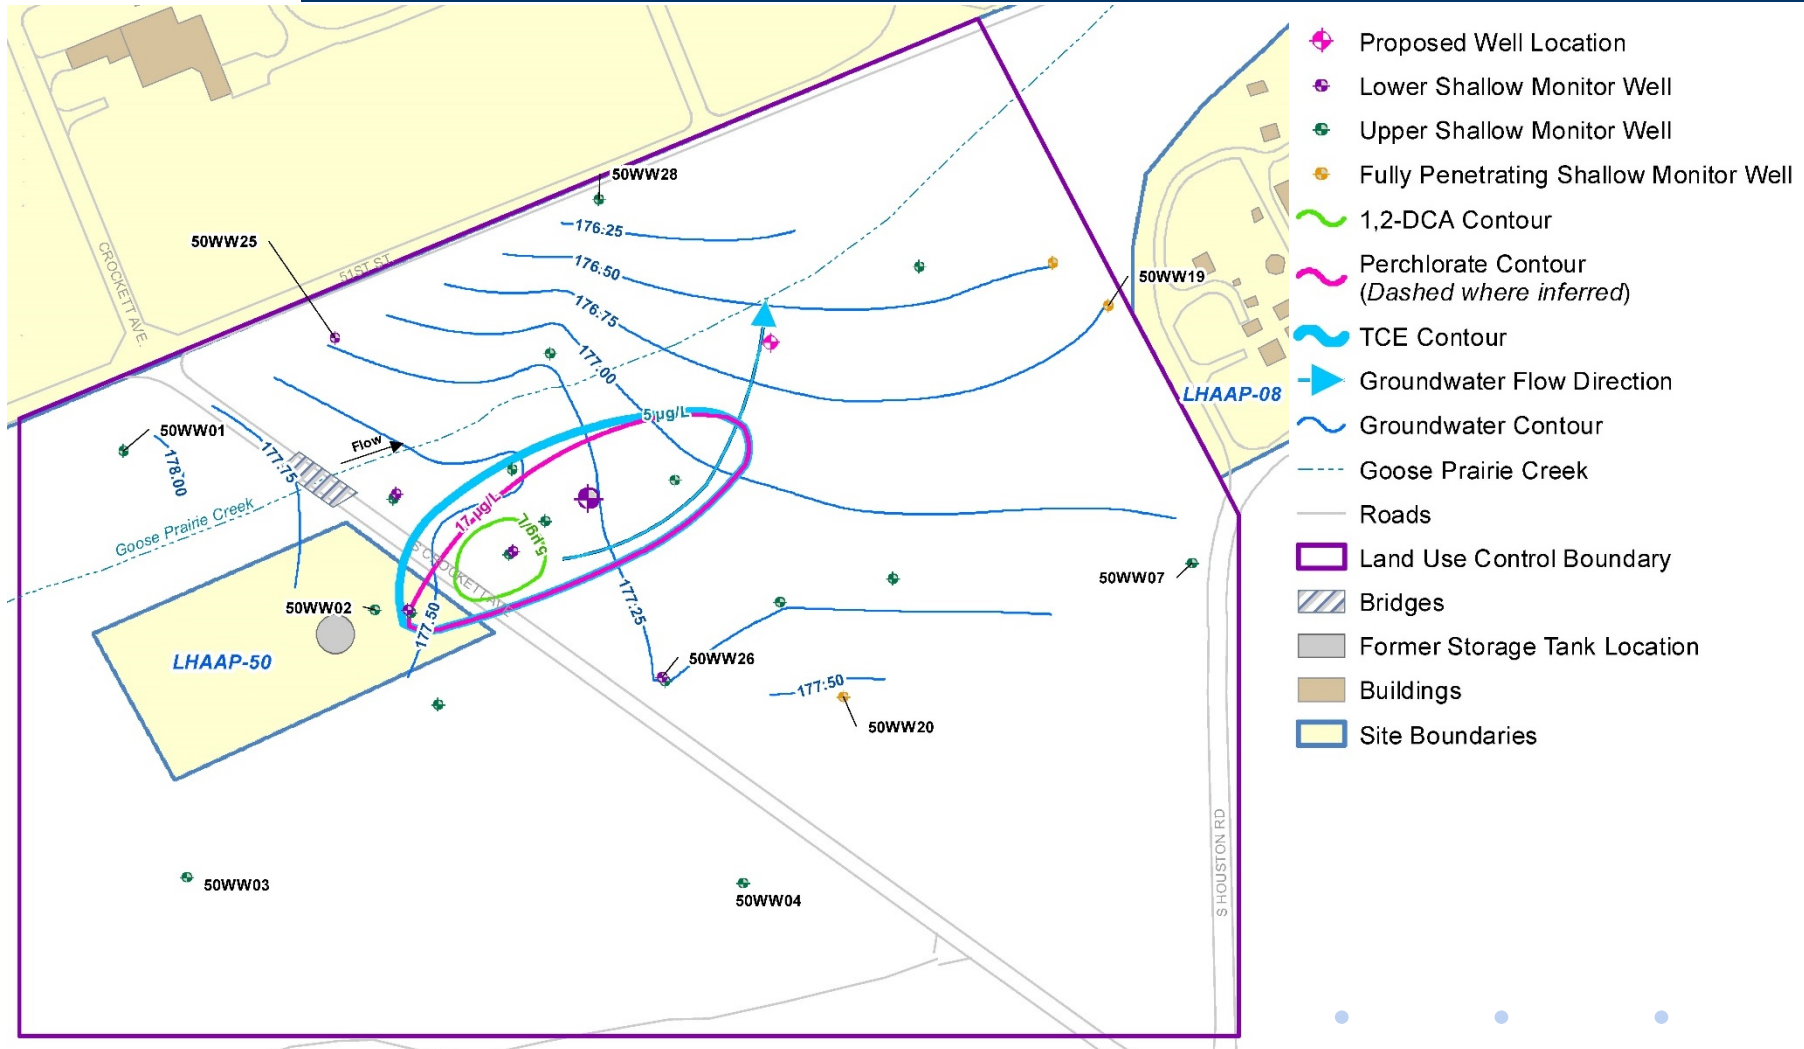 50WW28
50WW25
176.25
176.50
176.75
177.00
50WW19
CROCKETT AVE.
51ST ST.
LHAAP-08
5 µg/L
50WW01
178.00
177.75
Flow
Goose Prairie Creek
17 µg/L
5 µg/L
S CROCKETT AVE.
50WW02
177.50
177.25
LHAAP-50
50WW26
50WW07
177.50
50WW20
50WW03
50WW04
S HOUSTON RD
Proposed Well Location
Lower Shallow Monitor Well
Upper Shallow Monitor Well
Fully Penetrating Shallow Monitor Well
1,2-DCA Contour
Perchlorate Contour
(Dashed where inferred)
TCE Contour
Groundwater Flow Direction
Groundwater Contour
Goose Prairie Creek
Roads
Land Use Control Boundary
Bridges
Former Storage Tank Location
Buildings
Site Boundaries